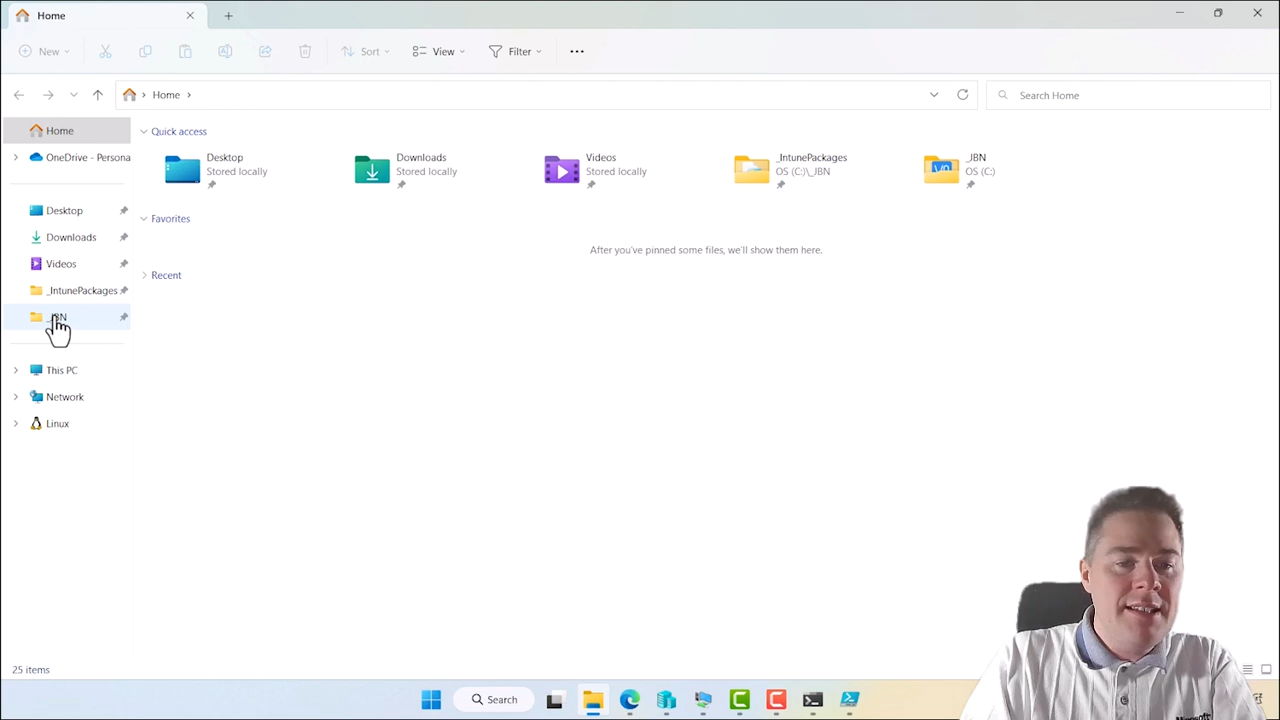 Home
New
Sort
View
Filter
Home
Search Home
Home
OneDrive - Persona
Desktop
Downloads
Videos
_IntunePackages
_JBN
This PC
Network
Linux
Quick access
Desktop
Stored locally
Downloads
Stored locally
Videos
Stored locally
_IntunePackages
OS (C:)\_JBN
_JBN
OS (C:)
Favorites
After you've pinned some files, we'll show them here.
Recent
25 items
Search
Microsoft